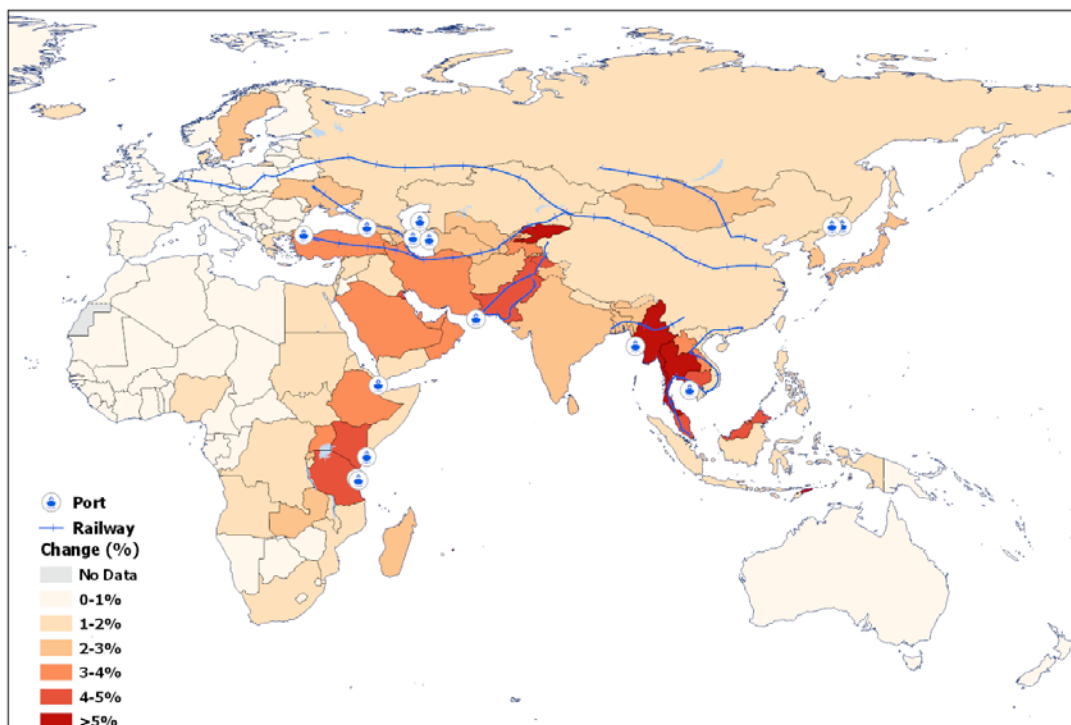 Port
Railway
Change (%)
No Data
0-1%
1-2%
2-3%
3-4%
4-5%
>5%